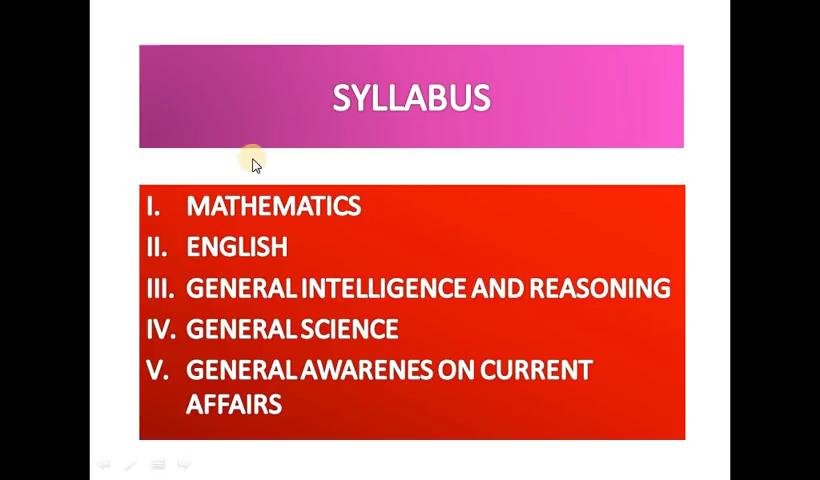 SYLLABUS
I. MATHEMATICS
II. ENGLISH
III. GENERAL INTELLIGENCE AND REASONING
IV. GENERAL SCIENCE
V. GENERAL AWARENES ON CURRENT
AFFAIRS